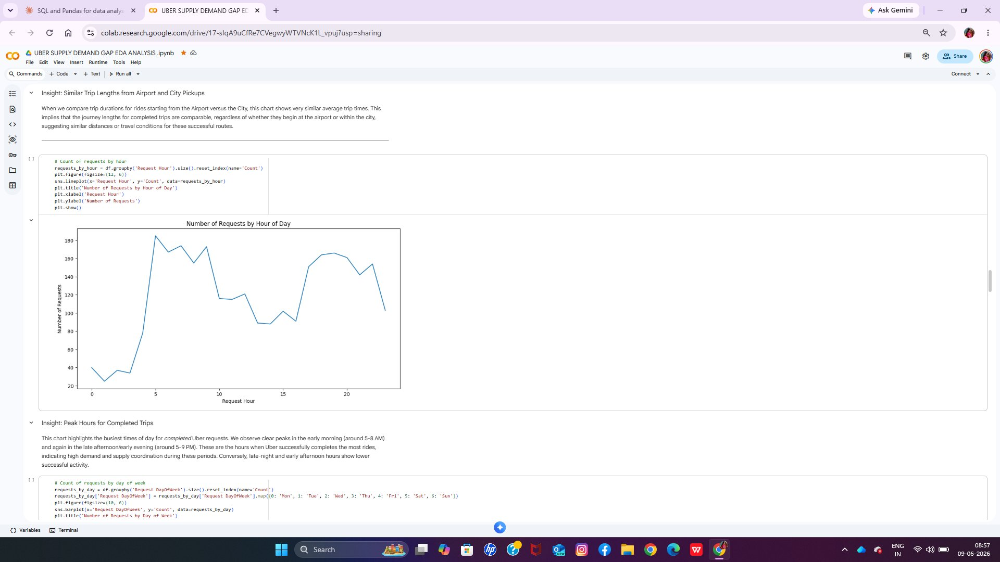 SQL and Pandas for data analys
UBER SUPPLY DEMAND GAP ED
Ask Gemini
colab.research.google.com/drive/17-sIqA9uCfRe7CVegwyWTVNcK1L_vpuj?usp=sharing
UBER SUPPLY DEMAND GAP EDA ANALYSIS .ipynb
File Edit View Insert Runtime Tools Help
Share
Commands + Code + Text Run all
Connect
Insight: Similar Trip Lengths from Airport and City Pickups
When we compare trip durations for rides starting from the Airport versus the City, this chart shows very similar average trip times. This
implies that the journey lengths for completed trips are comparable, regardless of whether they begin at the airport or within the city,
suggesting similar distances or travel conditions for these successful routes.
[ ]
# Count of requests by hour
requests_by_hour = df.groupby('Request Hour').size().reset_index(name='Count')
plt.figure(figsize=(12, 6))
sns.lineplot(x='Request Hour', y='Count', data=requests_by_hour)
plt.title('Number of Requests by Hour of Day')
plt.xlabel('Request Hour')
plt.ylabel('Number of Requests')
plt.show()
Number of Requests by Hour of Day
Number of Requests
180
160
140
120
100
80
60
40
20
0 5 10 15 20
Request Hour
Insight: Peak Hours for Completed Trips
This chart highlights the busiest times of day for completed Uber requests. We observe clear peaks in the early morning (around 5-8 AM)
and again in the late afternoon/early evening (around 5-9 PM). These are the hours when Uber successfully completes the most rides,
indicating high demand and supply coordination during these periods. Conversely, late-night and early afternoon hours show lower
successful activity.
[ ]
# Count of requests by day of week
requests_by_day = df.groupby('Request DayOfWeek').size().reset_index(name='Count')
requests_by_day['Request DayOfWeek'] = requests_by_day['Request DayOfWeek'].map({0: 'Mon', 1: 'Tue', 2: 'Wed', 3: 'Thu', 4: 'Fri', 5: 'Sat', 6: 'Sun'})
plt.figure(figsize=(10, 6))
sns.barplot(x='Request DayOfWeek', y='Count', data=requests_by_day)
plt.title('Number of Requests by Day of Week')
Variables Terminal
Search
hp
NEW
W
ENG
IN
08:57
09-06-2026